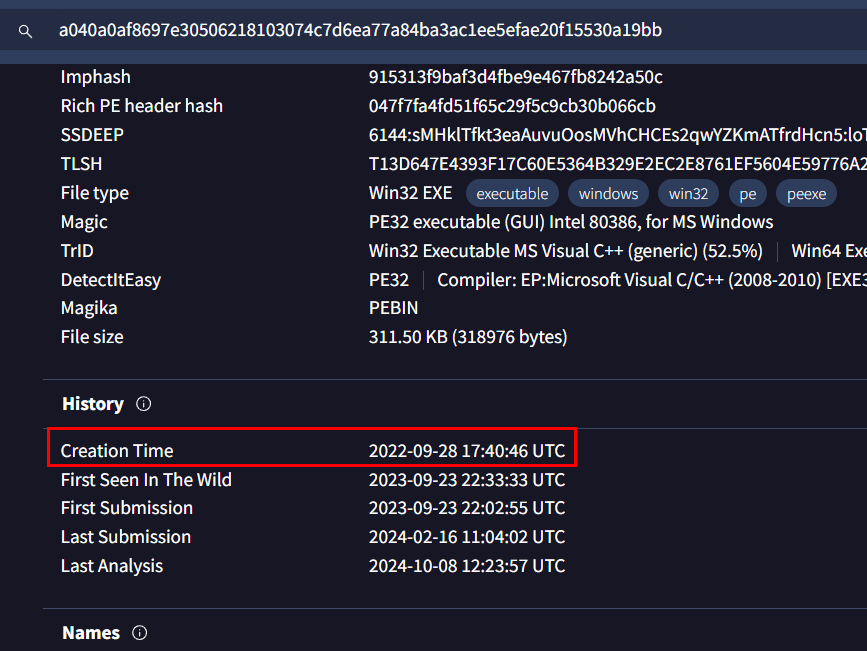 a040a0af8697e30506218103074c7d6ea77a84ba3ac1ee5efae20f15530a19bb
Imphash 915313f9baf3d4fbe9e467fb8242a50c
Rich PE header hash 047f7fa4fd51f65c29f5c9cb30b066cb
SSDEEP 6144:sMHklTfkt3eaAuvuOosMVhCHCEs2qwYZKmATfrdHcn5:loT
TLSH T13D647E4393F17C60E5364B329E2EC2E8761EF5604E59776A2
File type Win32 EXE executable windows win32 pe peexe
Magic PE32 executable (GUI) Intel 80386, for MS Windows
TrID Win32 Executable MS Visual C++ (generic) (52.5%) Win64 Exe
DetectItEasy PE32 Compiler: EP:Microsoft Visual C/C++ (2008-2010) [EXE3
Magika PEBIN
File size 311.50 KB (318976 bytes)
History
Creation Time 2022-09-28 17:40:46 UTC
First Seen In The Wild 2023-09-23 22:33:33 UTC
First Submission 2023-09-23 22:02:55 UTC
Last Submission 2024-02-16 11:04:02 UTC
Last Analysis 2024-10-08 12:23:57 UTC
Names